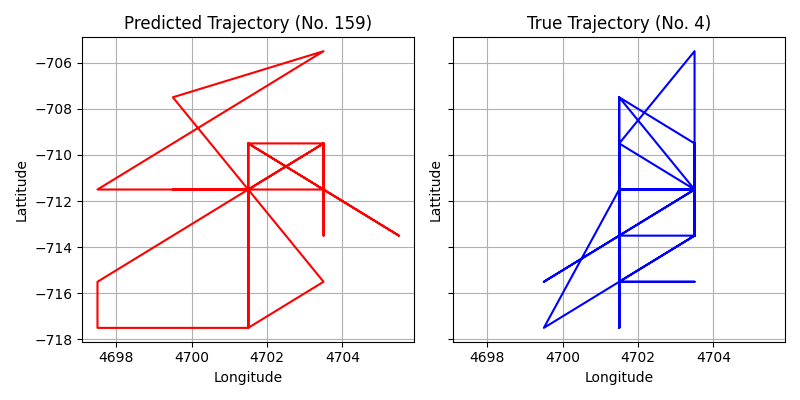 Predicted Trajectory (No. 159)
True Trajectory (No. 4)
Lattitude
−706
−708
−710
−712
−714
−716
−718
4698 4700 4702 4704
Longitude
Lattitude
4698 4700 4702 4704
Longitude